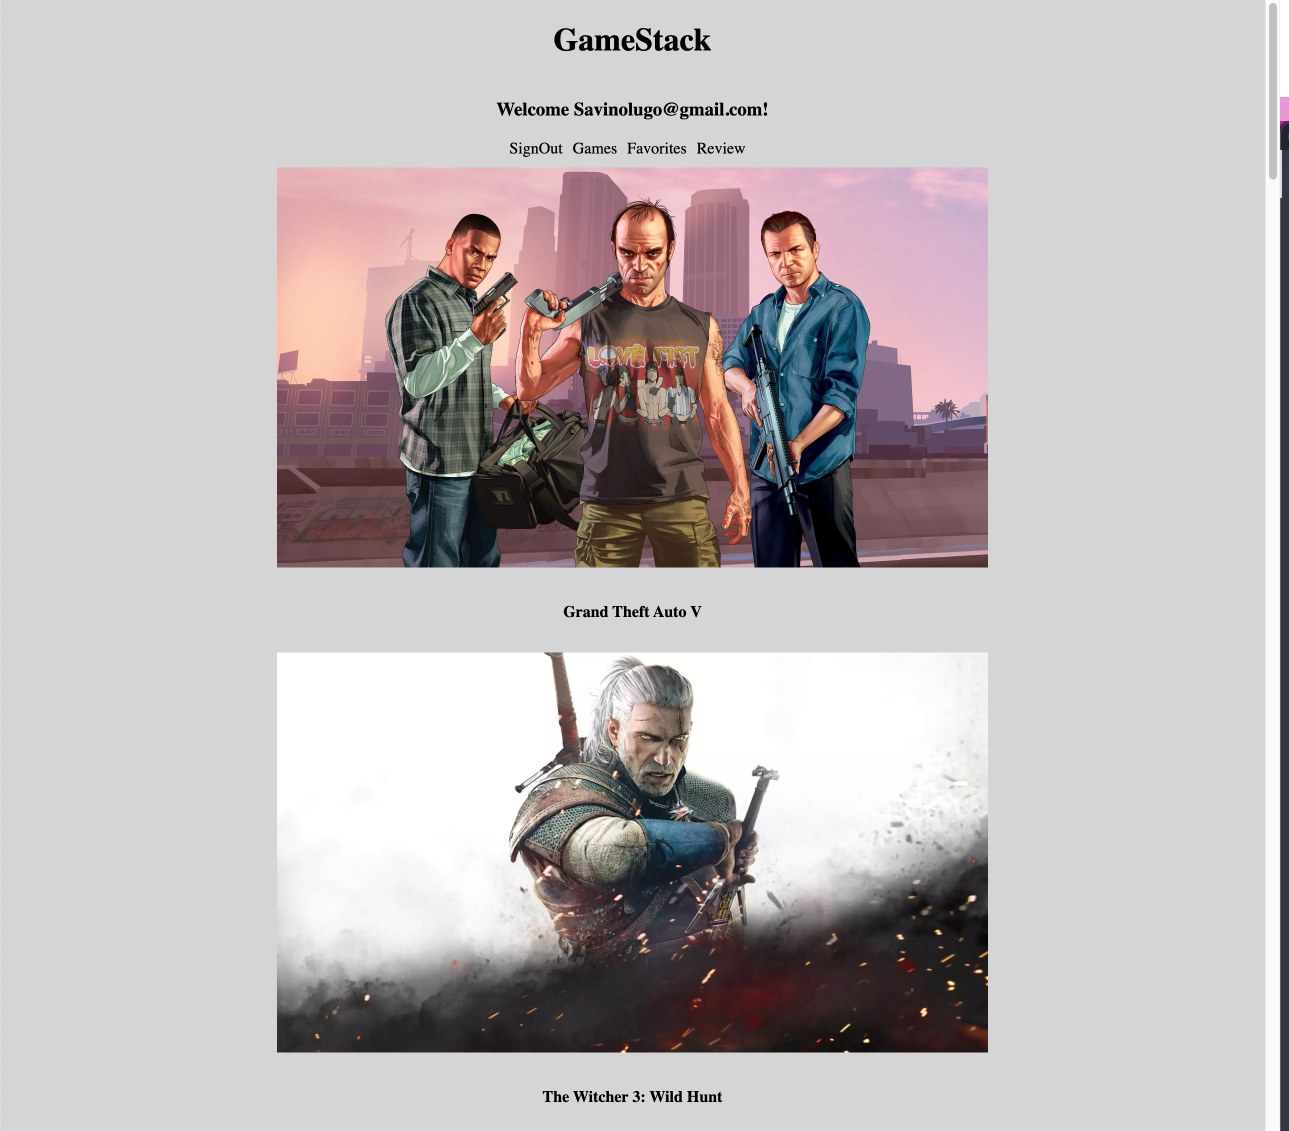 GameStack
Welcome Savinolugo@gmail.com!
SignOut Games Favorites Review
LOVE FIST
Grand Theft Auto V
The Witcher 3: Wild Hunt